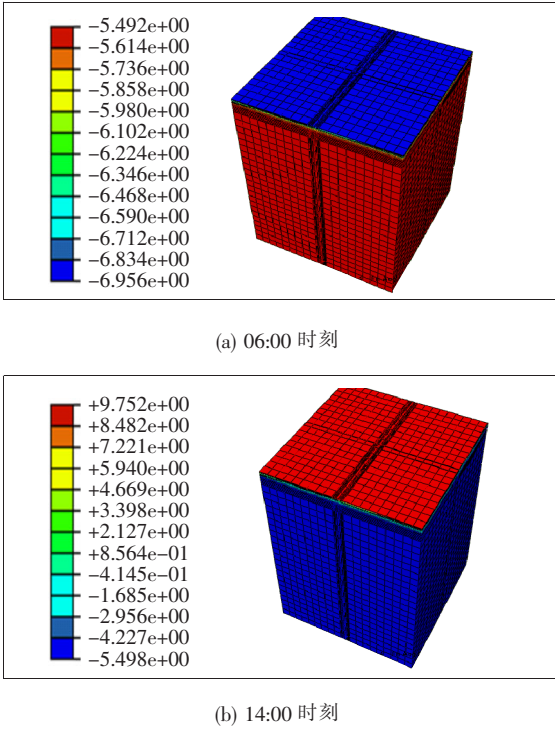 −5.492e+00
−5.614e+00
−5.736e+00
−5.858e+00
−5.980e+00
−6.102e+00
−6.224e+00
−6.346e+00
−6.468e+00
−6.590e+00
−6.712e+00
−6.834e+00
−6.956e+00
(a) 06:00 时刻
+9.752e+00
+8.482e+00
+7.221e+00
+5.940e+00
+4.669e+00
+3.398e+00
+2.127e+00
+8.564e−01
−4.145e−01
−1.685e+00
−2.956e+00
−4.227e+00
−5.498e+00
(b) 14:00 时刻